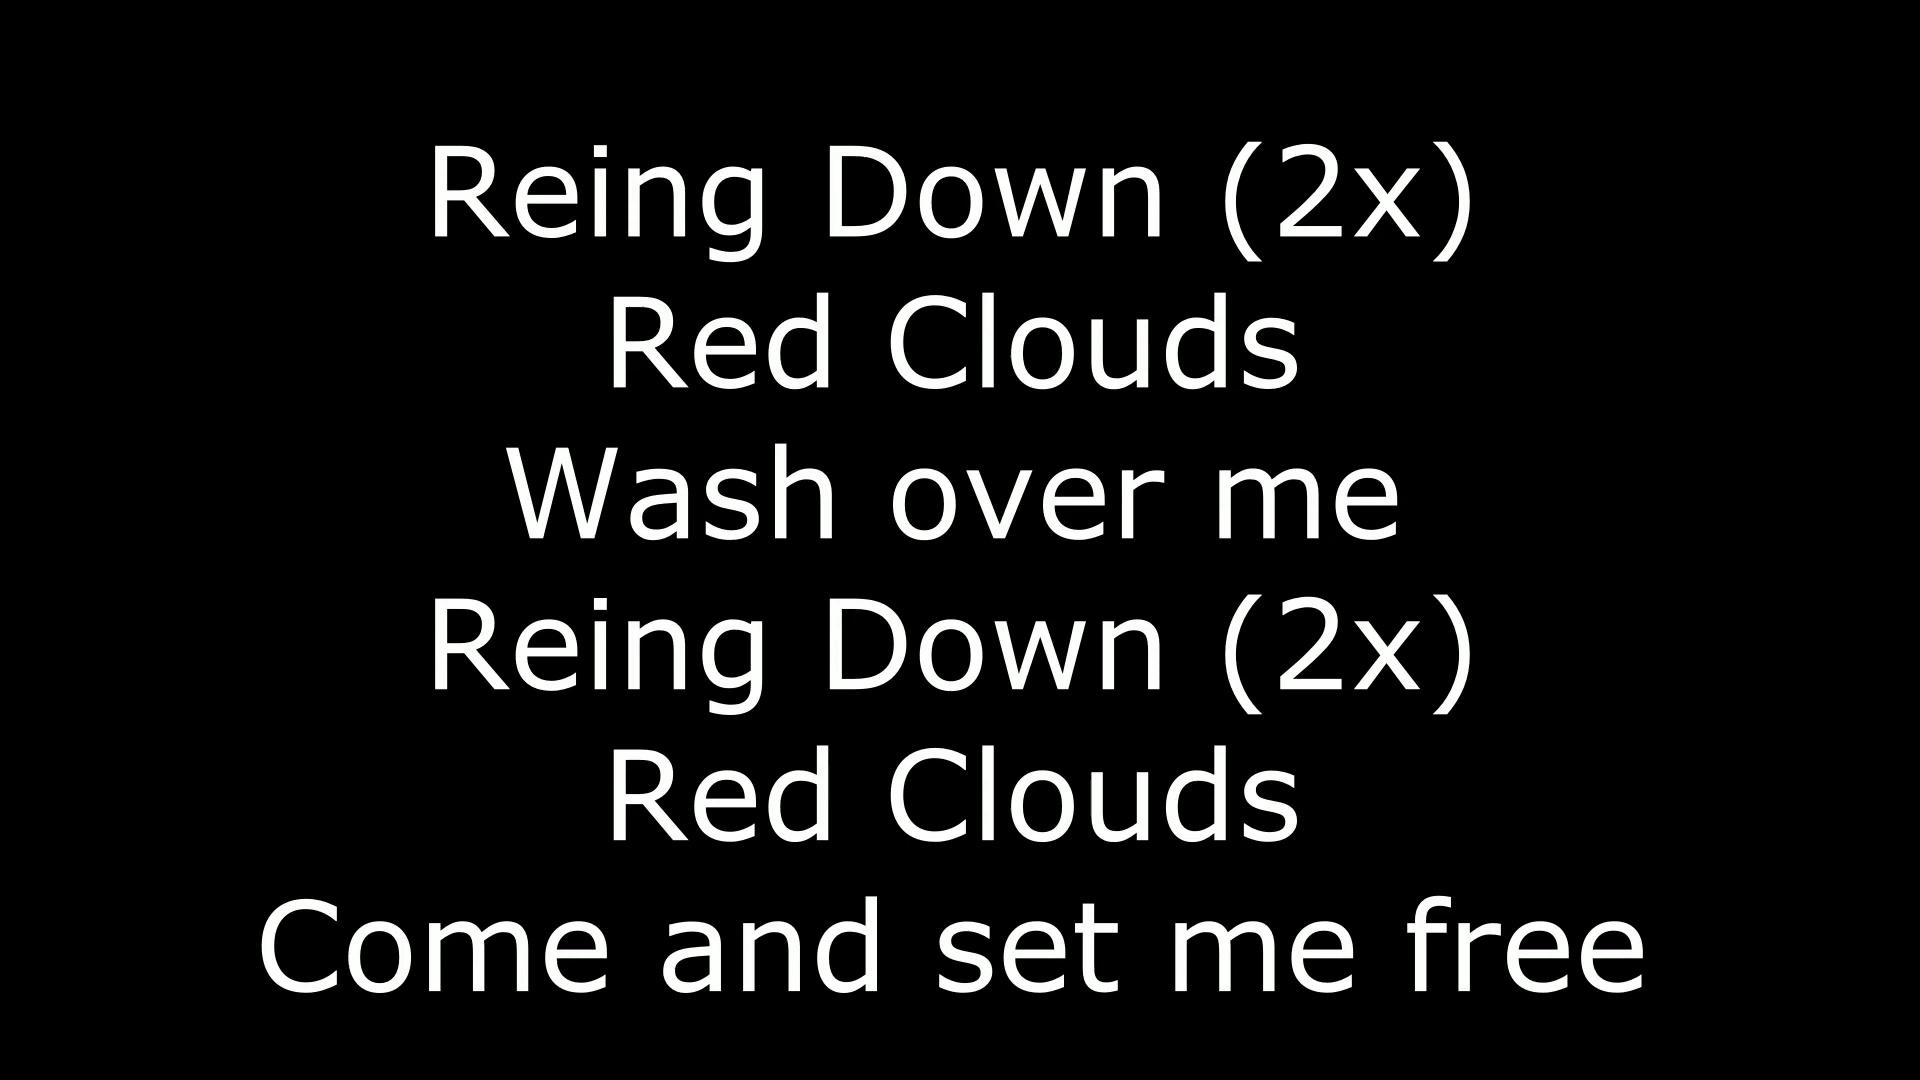 Reing Down (2x)
Red Clouds
Wash over me
Reing Down (2x)
Red Clouds
Come and set me free